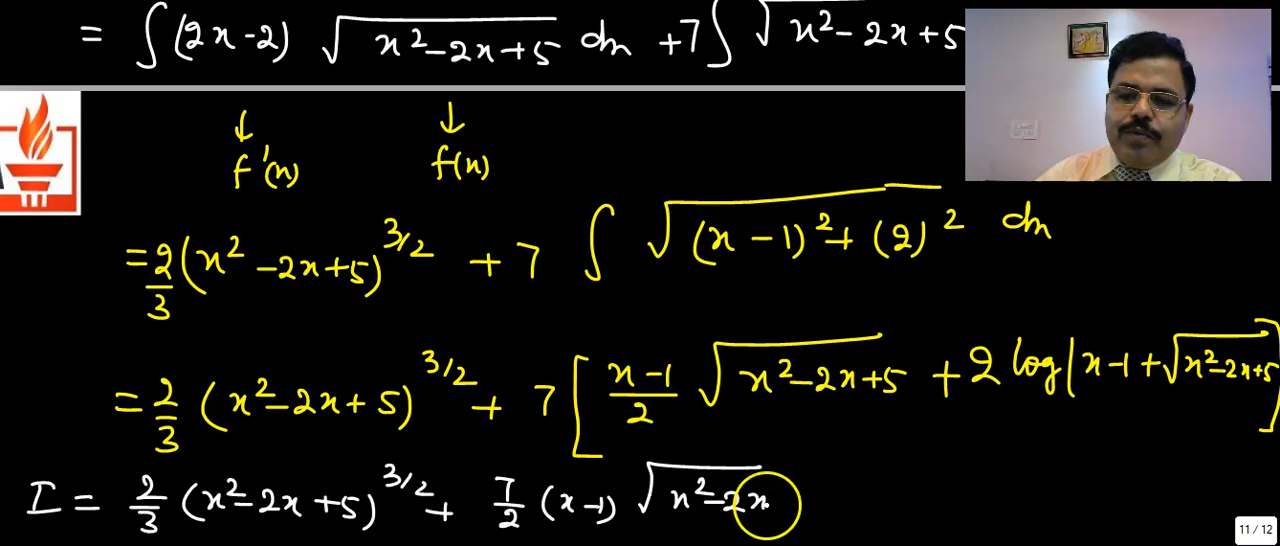 = ∫ (2x-2) √(x²-2x+5) dx + 7 ∫ √(x²-2x+5
↓ ↓
f'(x) f(x)
= 2/3 (x²-2x+5)^3/2 + 7 ∫ √((x-1)²+(2)²) dx
= 2/3 (x²-2x+5)^3/2 + 7 [ x-1/2 √(x²-2x+5) + 2 log|x-1+√(x²-2x+5) ]
I = 2/3 (x²-2x+5)^3/2 + 7/2 (x-1) √(x²-2x
11 / 12